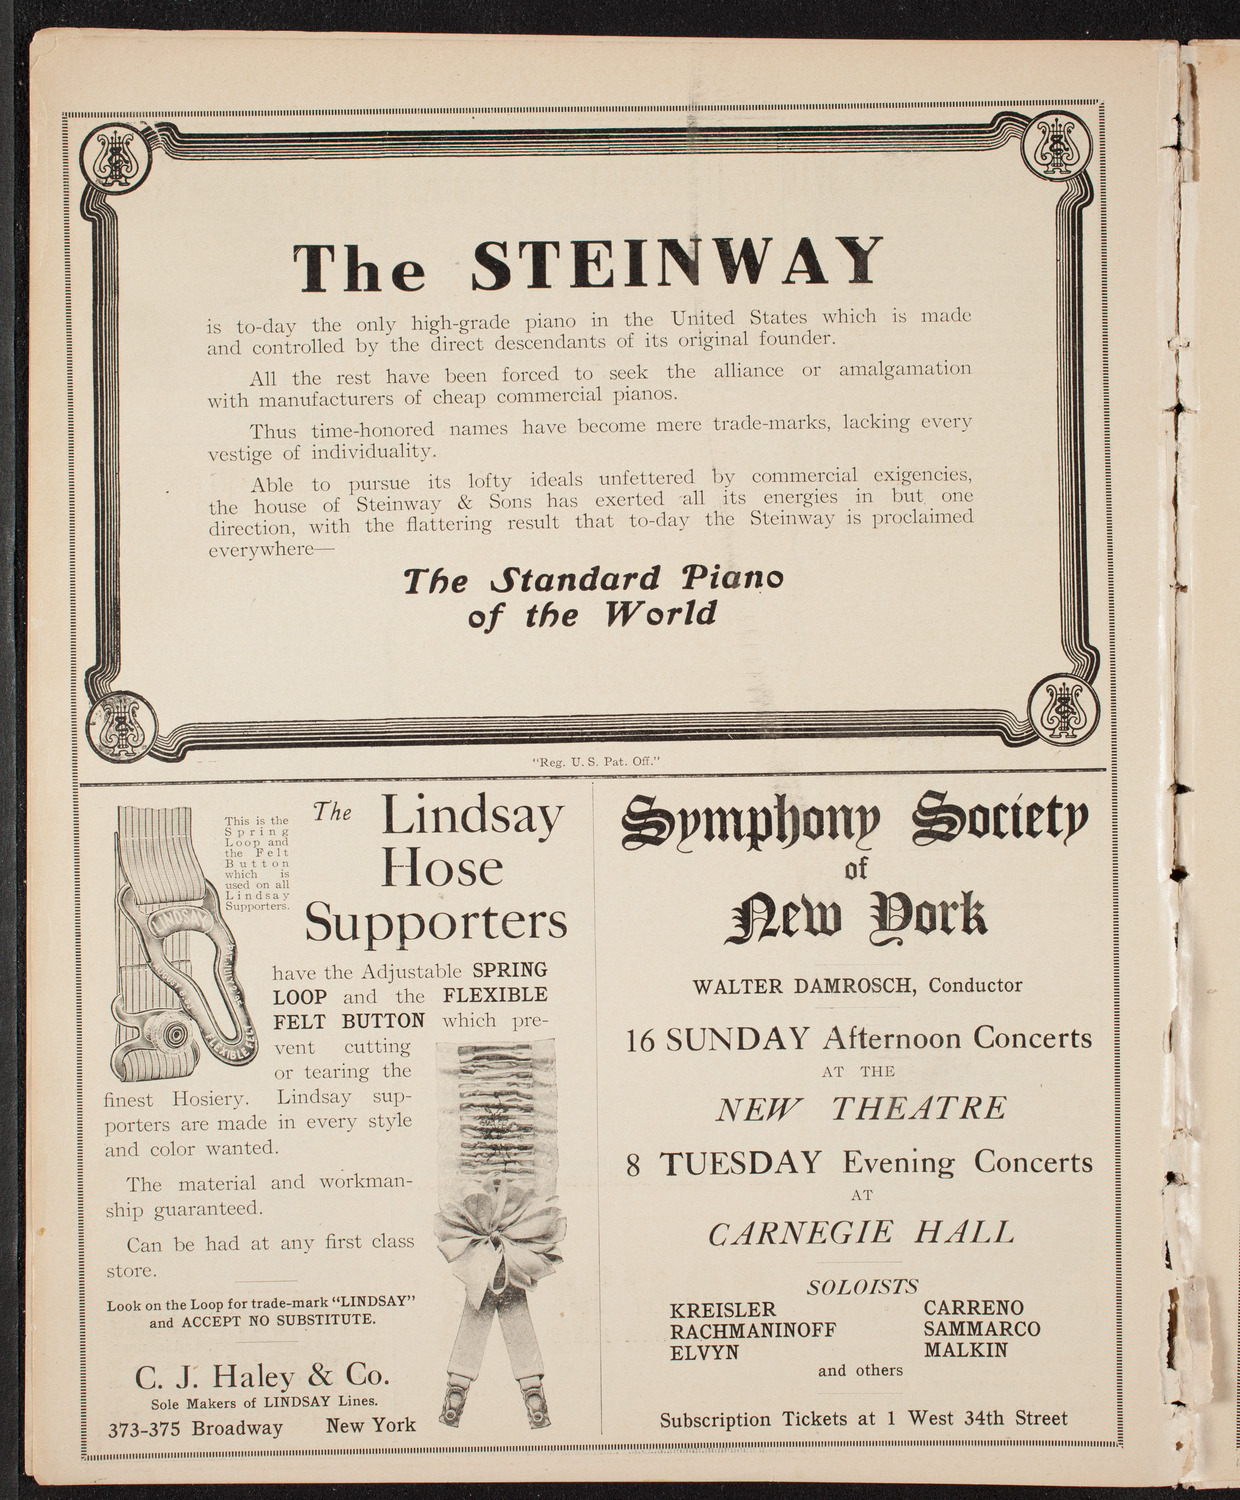 The STEINWAY
is to-day the only high-grade piano in the United States which is made
and controlled by the direct descendants of its original founder.
All the rest have been forced to seek the alliance or amalgamation
with manufacturers of cheap commercial pianos.
Thus time-honored names have become mere trade-marks, lacking every
vestige of individuality.
Able to pursue its lofty ideals unfettered by commercial exigencies,
the house of Steinway & Sons has exerted all its energies in but one
direction, with the flattering result that to-day the Steinway is proclaimed
everywhere—
The Standard Piano
of the World
"Reg. U. S. Pat. Off."
This is the
Spring
Loop and
the Felt
Button
which is
used on all
Lindsay
Supporters.
LINDSAY
The Lindsay
Hose
Supporters
have the Adjustable SPRING
LOOP and the FLEXIBLE
FELT BUTTON which pre-
vent cutting
or tearing the
finest Hosiery. Lindsay sup-
porters are made in every style
and color wanted.
The material and workman-
ship guaranteed.
Can be had at any first class
store.
Look on the Loop for trade-mark "LINDSAY"
and ACCEPT NO SUBSTITUTE.
C. J. Haley & Co.
Sole Makers of LINDSAY Lines.
373-375 Broadway New York
Symphony Society
of
New York
WALTER DAMROSCH, Conductor
16 SUNDAY Afternoon Concerts
AT THE
NEW THEATRE
8 TUESDAY Evening Concerts
AT
CARNEGIE HALL
SOLOISTS
KREISLER CARRENO
RACHMANINOFF SAMMARCO
ELVYN MALKIN
and others
Subscription Tickets at 1 West 34th Street